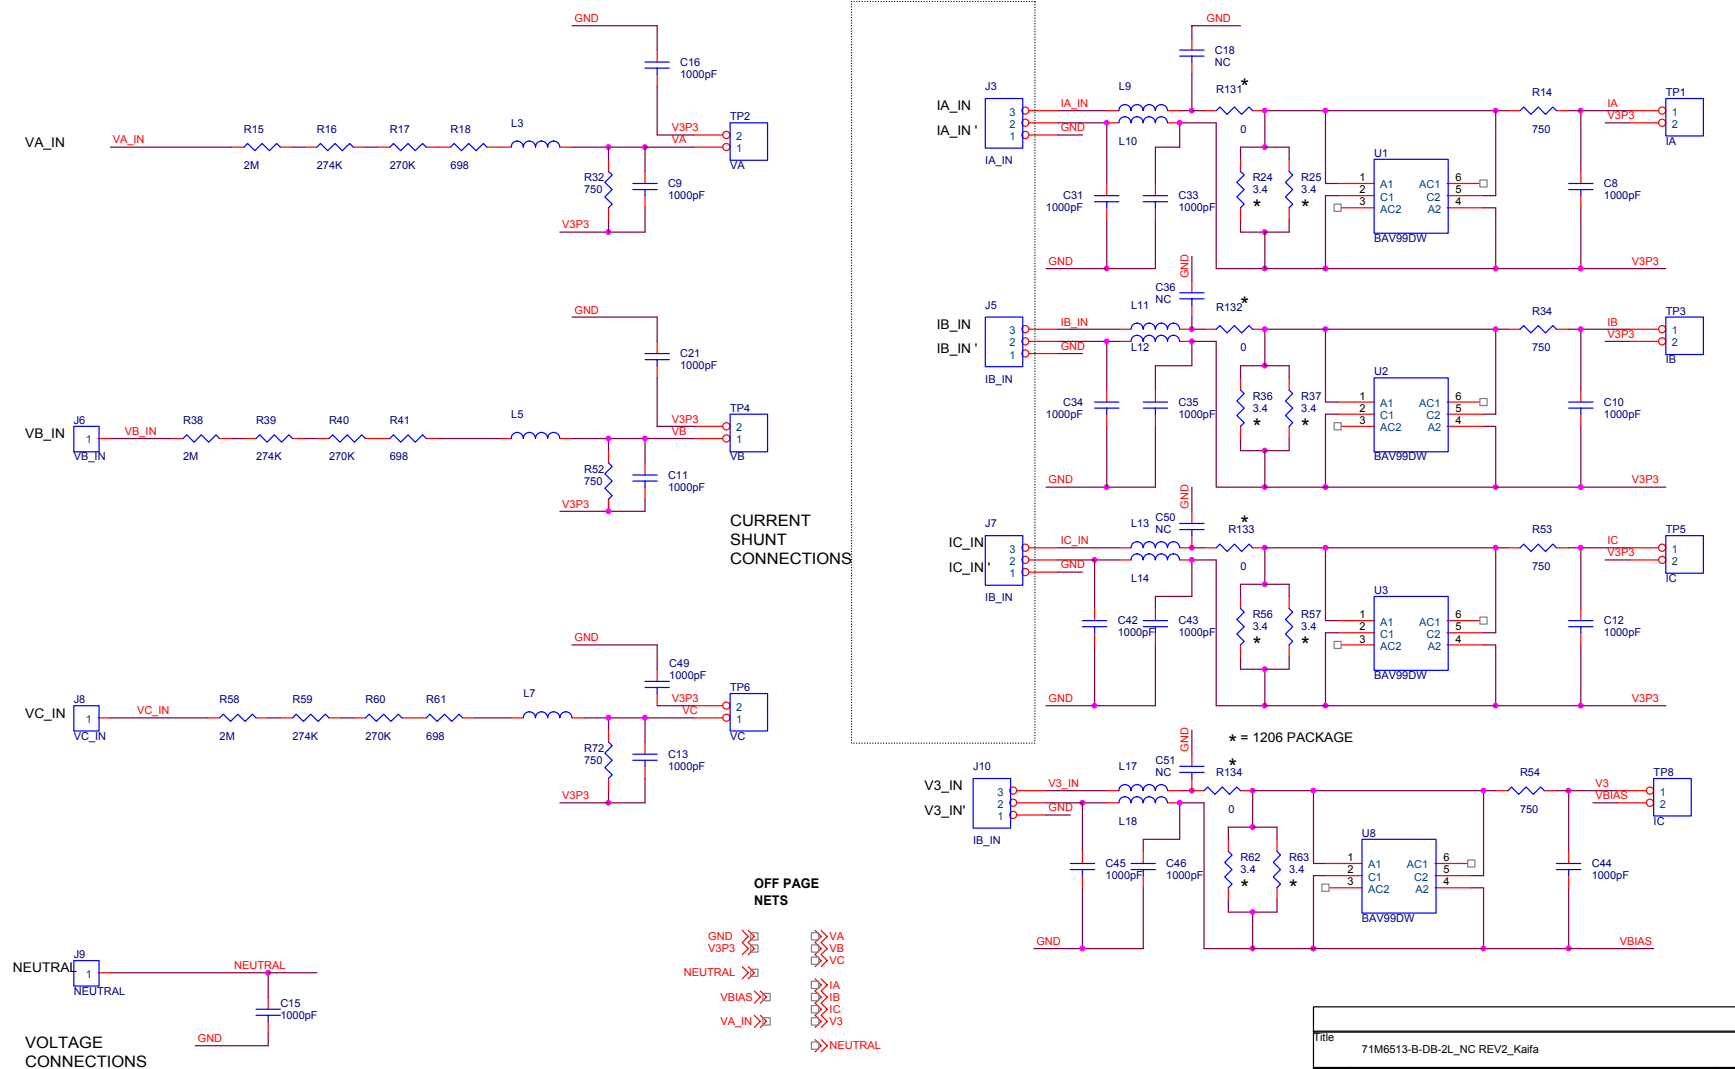 GND
C16
1000pF
VA_IN
VA_IN
R15
2M
R16
274K
R17
270K
R18
698
L3
V3P3
VA
TP2
2
1
VA
R32
750
C9
1000pF
V3P3
GND
C21
1000pF
VB_IN
J6
1
VB_IN
VB_IN
R38
2M
R39
274K
R40
270K
R41
698
L5
V3P3
VB
TP4
2
1
VB
R52
750
C11
1000pF
V3P3
CURRENT
SHUNT
CONNECTIONS
GND
C49
1000pF
VC_IN
J8
1
VC_IN
VC_IN
R58
2M
R59
274K
R60
270K
R61
698
L7
V3P3
VC
TP6
2
1
VC
R72
750
C13
1000pF
V3P3
NEUTRAL
J9
1
NEUTRAL
NEUTRAL
C15
1000pF
GND
VOLTAGE
CONNECTIONS
OFF PAGE
NETS
GND
V3P3
NEUTRAL
VBIAS
VA_IN
VA
VB
VC
IA
IB
IC
V3
NEUTRAL
GND
C18
NC
IA_IN
IA_IN '
J3
3
2
1
IA_IN
IA_IN
GND
L9
L10
R131
*
0
C31
1000pF
C33
1000pF
R24
3.4
*
R25
3.4
*
U1
1 A1 AC1 6
2 C1 C2 5
3 AC2 A2 4
BAV99DW
R14
750
C8
1000pF
IA
V3P3
TP1
1
2
IA
GND
V3P3
GND
C36
NC
IB_IN
IB_IN '
J5
3
2
1
IB_IN
IB_IN
GND
L11
L12
R132
*
0
C34
1000pF
C35
1000pF
R36
3.4
*
R37
3.4
*
U2
1 A1 AC1 6
2 C1 C2 5
3 AC2 A2 4
BAV99DW
R34
750
C10
1000pF
IB
V3P3
TP3
1
2
IB
GND
V3P3
GND
C50
NC
IC_IN
IC_IN '
J7
3
2
1
IB_IN
IC_IN
GND
L13
L14
*
R133
0
C42
1000pF
C43
1000pF
R56
3.4
*
R57
3.4
*
U3
1 A1 AC1 6
2 C1 C2 5
3 AC2 A2 4
BAV99DW
R53
750
C12
1000pF
IC
V3P3
TP5
1
2
IC
GND
V3P3
* = 1206 PACKAGE
GND
C51
NC
V3_IN
V3_IN'
J10
3
2
1
IB_IN
V3_IN
GND
L17
L18
*
R134
0
C45
1000pF
C46
1000pF
R62
3.4
*
R63
3.4
*
U8
1 A1 AC1 6
2 C1 C2 5
3 AC2 A2 4
BAV99DW
R54
750
C44
1000pF
V3
VBIAS
TP8
1
2
IC
GND
VBIAS
Title
71M6513-B-DB-2L_NC REV2_Kaifa